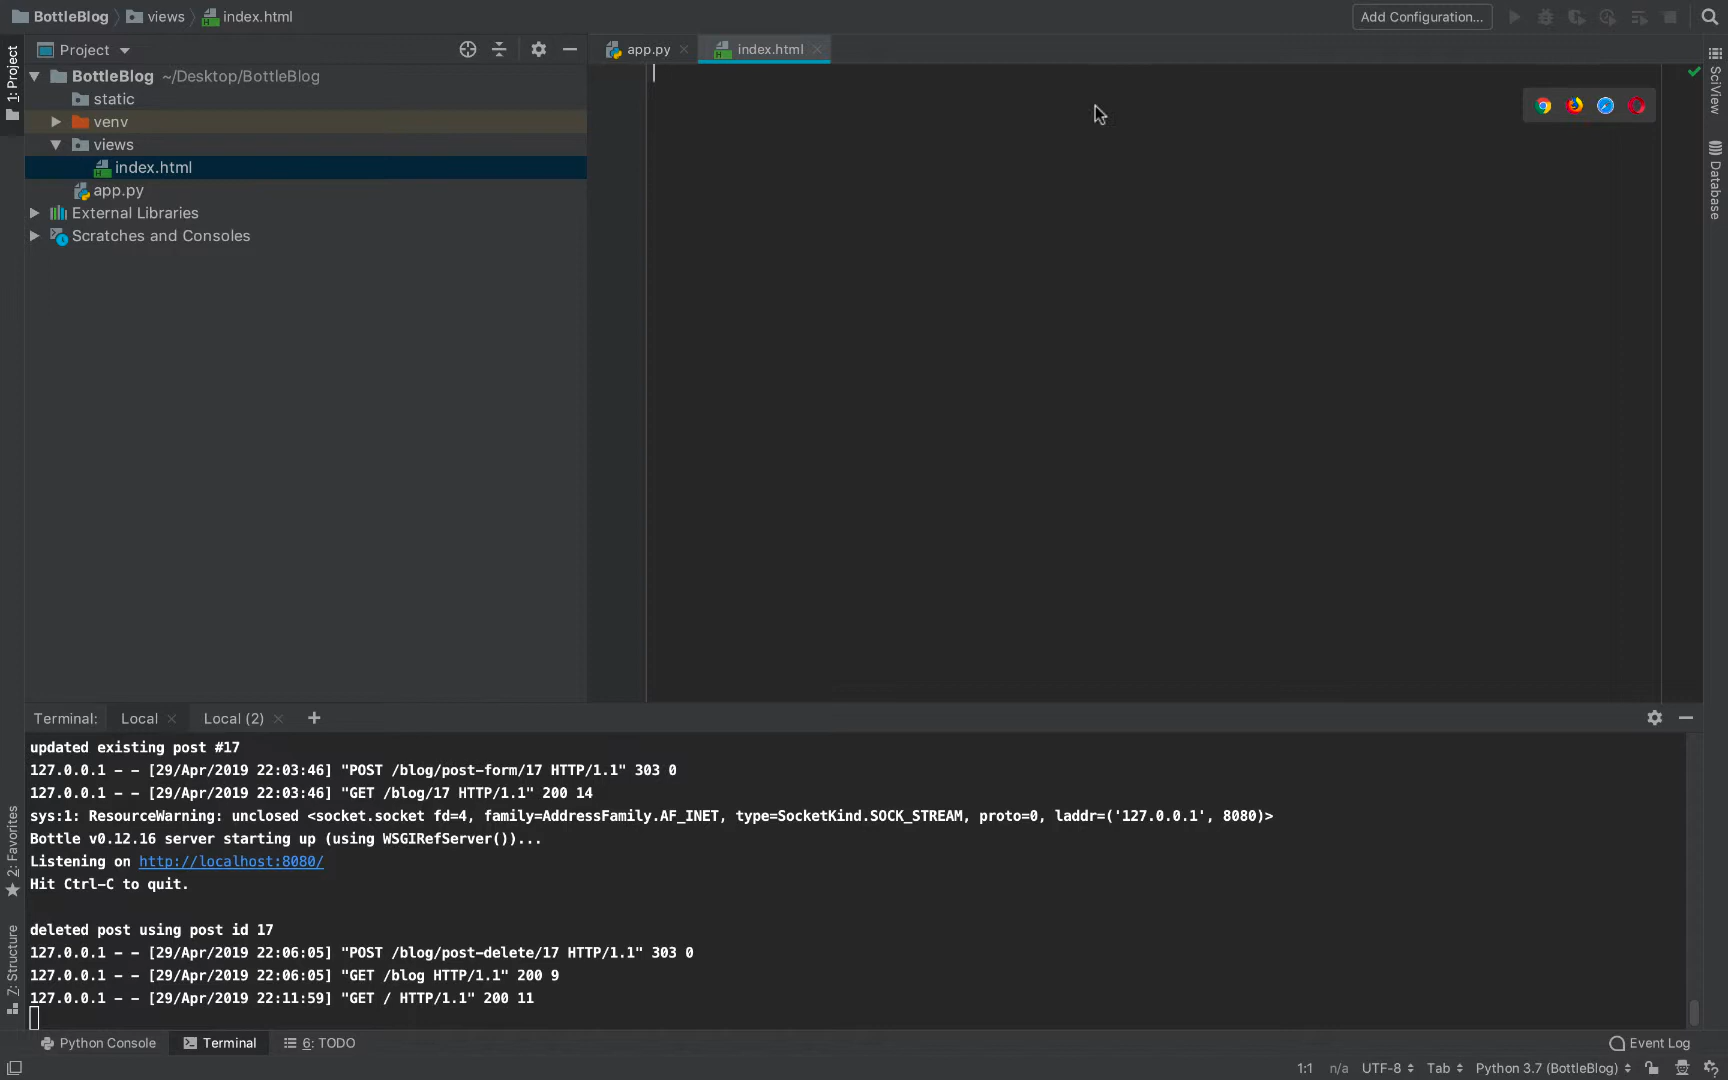 BottleBlog views index.html Add Configuration...
1: Project
Project
app.py index.html
BottleBlog ~/Desktop/BottleBlog
static
venv
views
index.html
app.py
External Libraries
Scratches and Consoles
SciView
Database
Terminal: Local Local (2)
updated existing post #17
127.0.0.1 - - [29/Apr/2019 22:03:46] "POST /blog/post-form/17 HTTP/1.1" 303 0
127.0.0.1 - - [29/Apr/2019 22:03:46] "GET /blog/17 HTTP/1.1" 200 14
sys:1: ResourceWarning: unclosed <socket.socket fd=4, family=AddressFamily.AF_INET, type=SocketKind.SOCK_STREAM, proto=0, laddr=('127.0.0.1', 8080)>
Bottle v0.12.16 server starting up (using WSGIRefServer())...
Listening on http://localhost:8080/
Hit Ctrl-C to quit.
deleted post using post id 17
127.0.0.1 - - [29/Apr/2019 22:06:05] "POST /blog/post-delete/17 HTTP/1.1" 303 0
127.0.0.1 - - [29/Apr/2019 22:06:05] "GET /blog HTTP/1.1" 200 9
127.0.0.1 - - [29/Apr/2019 22:11:59] "GET / HTTP/1.1" 200 11
2: Favorites
7: Structure
Python Console Terminal 6: TODO Event Log
1:1 n/a UTF-8 Tab Python 3.7 (BottleBlog)